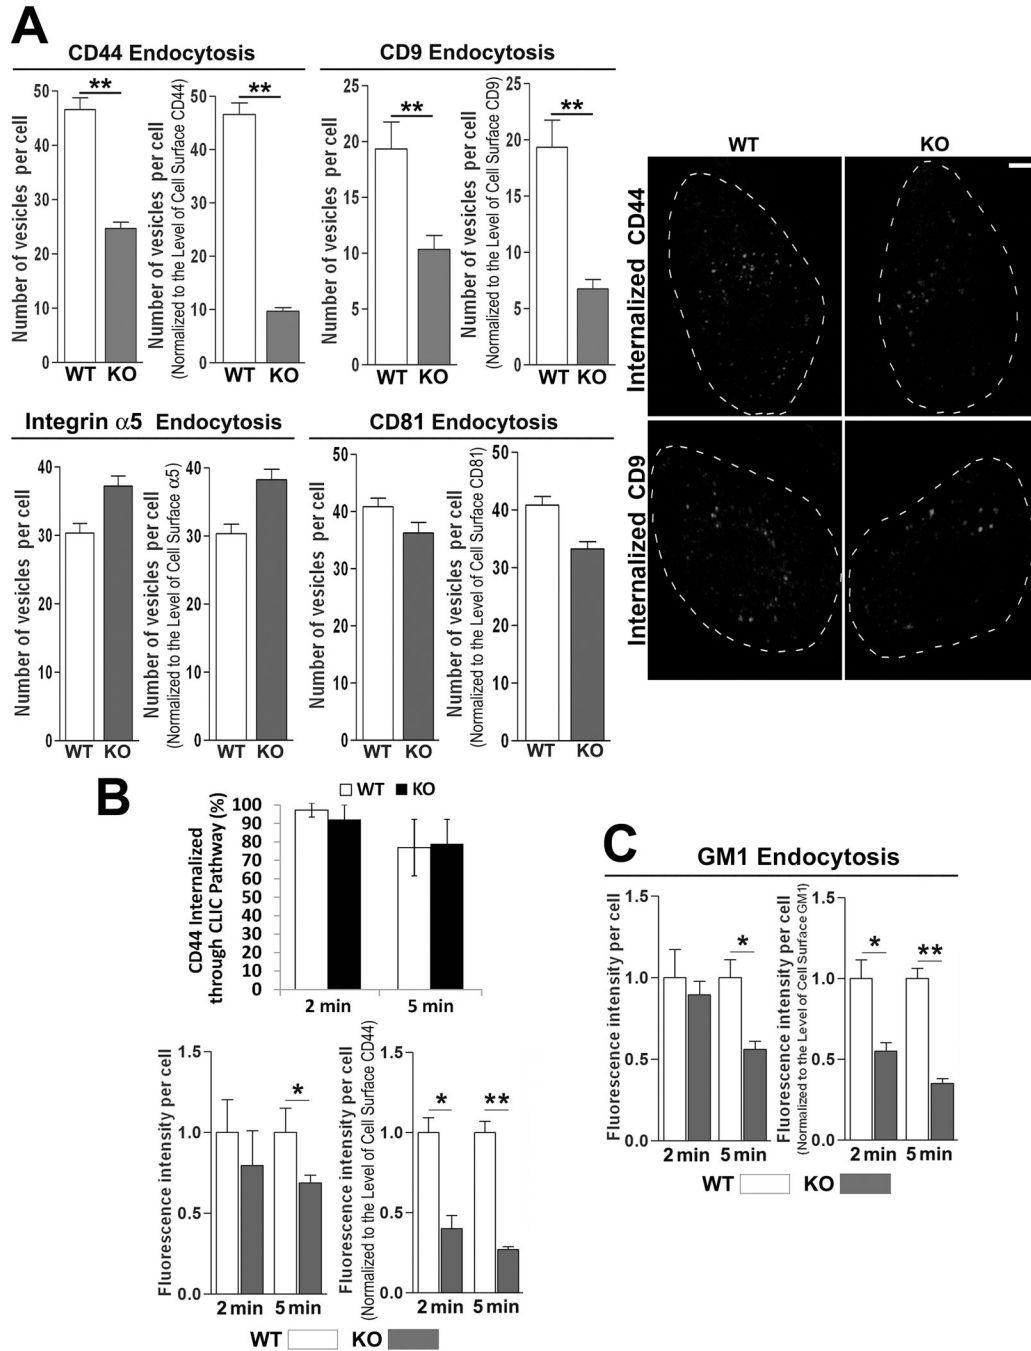 A
CD44 Endocytosis
CD9 Endocytosis
Number of vesicles per cell
50
40
30
20
10
0
**
WT KO
Number of vesicles per cell
(Normalized to the Level of Cell Surface CD44)
50
40
30
20
10
0
**
WT KO
Number of vesicles per cell
25
20
15
10
5
0
**
WT KO
Number of vesicles per cell
(Normalized to the Level of Cell Surface CD9)
25
20
15
10
5
0
**
WT KO
WT
KO
Internalized CD44
Internalized CD9
Integrin α5 Endocytosis
CD81 Endocytosis
Number of vesicles per cell
40
30
20
10
0
WT KO
Number of vesicles per cell
(Normalized to the Level of Cell Surface α5)
40
30
20
10
0
WT KO
Number of vesicles per cell
50
40
30
20
10
0
WT KO
Number of vesicles per cell
(Normalized to the Level of Cell Surface CD81)
50
40
30
20
10
0
WT KO
B
WT KO
CD44 Internalized
through CLIC Pathway (%)
100
90
80
70
60
50
40
30
20
10
0
2 min 5 min
Fluorescence intensity per cell
1.5
1.0
0.5
0.0
*
2 min 5 min
Fluorescence intensity per cell
(Normalized to the Level of Cell Surface CD44)
1.5
1.0
0.5
0.0
*
**
2 min 5 min
WT KO
C
GM1 Endocytosis
Fluorescence intensity per cell
1.5
1.0
0.5
0.0
*
2 min 5 min
Fluorescence intensity per cell
(Normalized to the Level of Cell Surface GM1)
1.5
1.0
0.5
0.0
*
**
2 min 5 min
WT KO